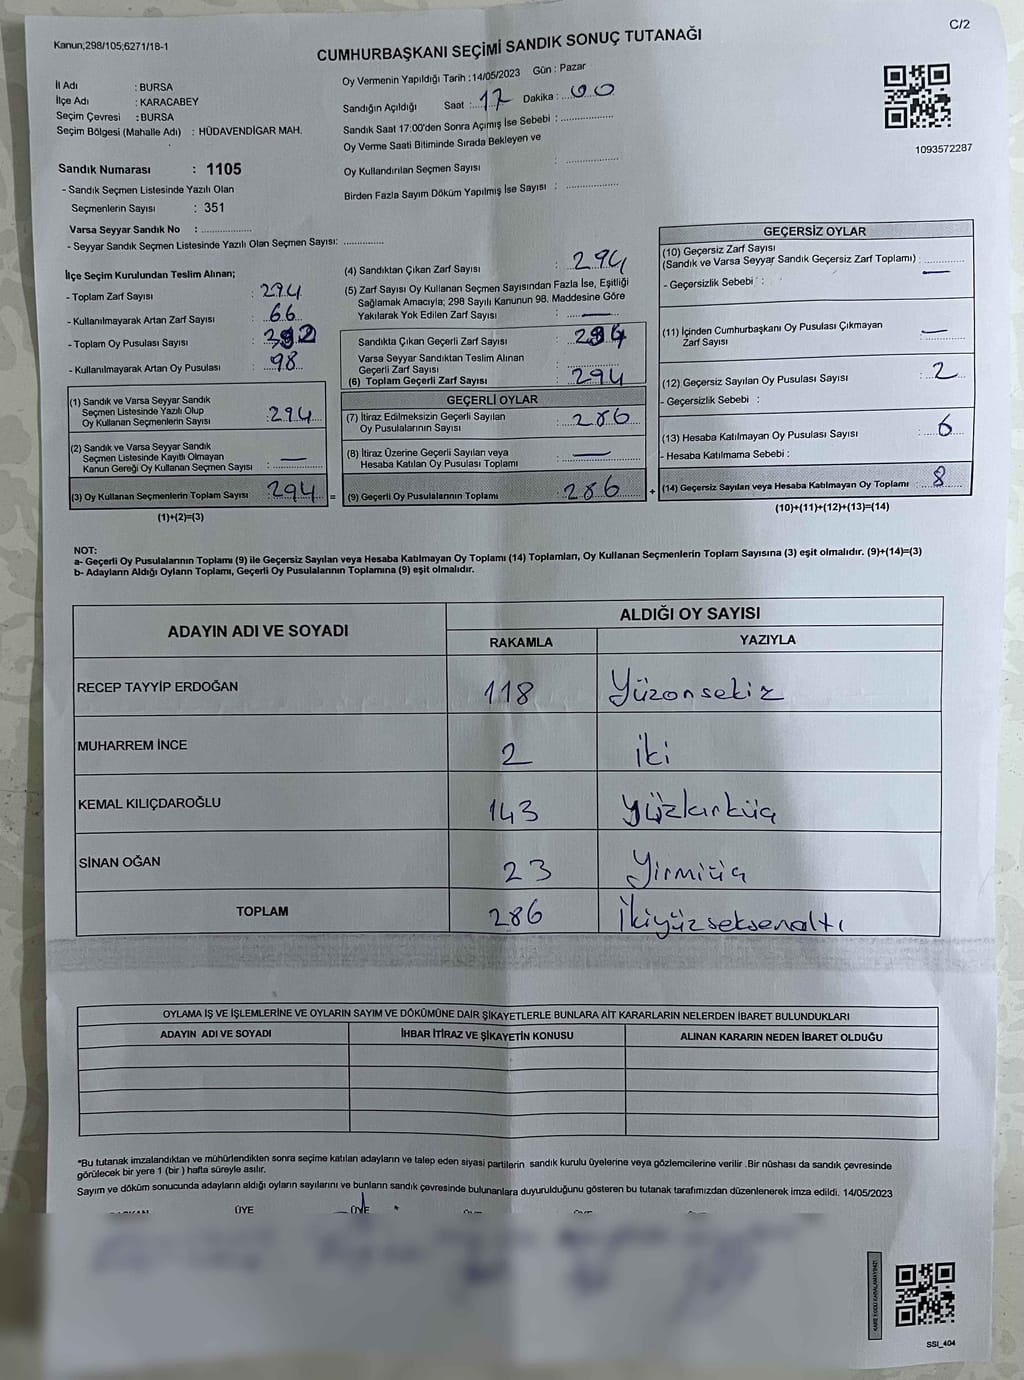 Kanun;298/105;6271/18-1
C/2
CUMHURBAŞKANI SEÇİMİ SANDIK SONUÇ TUTANAĞI
İl Adı : BURSA
İlçe Adı : KARACABEY
Seçim Çevresi : BURSA
Seçim Bölgesi (Mahalle Adı) : HÜDAVENDİGAR MAH.
Oy Vermenin Yapıldığı Tarih : 14/05/2023 Gün : Pazar
Sandığın Açıldığı Saat : 17 Dakika : 00
Sandık Saat 17:00'den Sonra Açımış İse Sebebi :
Oy Verme Saati Bitiminde Sırada Bekleyen ve
Oy Kullandırılan Seçmen Sayısı :
Birden Fazla Sayım Döküm Yapılmış İse Sayısı :
1093572287
Sandık Numarası : 1105
- Sandık Seçmen Listesinde Yazılı Olan
Seçmenlerin Sayısı : 351
Varsa Seyyar Sandık No :
- Seyyar Sandık Seçmen Listesinde Yazılı Olan Seçmen Sayısı:
İlçe Seçim Kurulundan Teslim Alınan;
- Toplam Zarf Sayısı : 294
- Kullanılmayarak Artan Zarf Sayısı : 66
- Toplam Oy Pusulası Sayısı :
- Kullanılmayarak Artan Oy Pusulası : 98
(1) Sandık ve Varsa Seyyar Sandık
Seçmen Listesinde Yazılı Olup
Oy Kullanan Seçmenlerin Sayısı : 294
(2) Sandık ve Varsa Seyyar Sandık
Seçmen Listesinde Kayıtlı Olmayan
Kanun Gereği Oy Kullanan Seçmen Sayısı : —
(3) Oy Kullanan Seçmenlerin Toplam Sayısı : 294 =
(1)+(2)=(3)
(4) Sandıktan Çıkan Zarf Sayısı : 294
(5) Zarf Sayısı Oy Kullanan Seçmen Sayısından Fazla İse, Eşitliği
Sağlamak Amacıyla; 298 Sayılı Kanunun 98. Maddesine Göre
Yakılarak Yok Edilen Zarf Sayısı : —
Sandıkta Çıkan Geçerli Zarf Sayısı : 294
Varsa Seyyar Sandıktan Teslim Alınan
Geçerli Zarf Sayısı :
(6) Toplam Geçerli Zarf Sayısı : 294
GEÇERLİ OYLAR
(7) İtiraz Edilmeksizin Geçerli Sayılan
Oy Pusulalarının Sayısı : 286
(8) İtiraz Üzerine Geçerli Sayılan veya
Hesaba Katılan Oy Pusulası Toplamı : —
(9) Geçerli Oy Pusulalarının Toplamı : 286 +
GEÇERSİZ OYLAR
(10) Geçersiz Zarf Sayısı
(Sandık ve Varsa Seyyar Sandık Geçersiz Zarf Toplamı) : —
- Geçersizlik Sebebi :
(11) İçinden Cumhurbaşkanı Oy Pusulası Çıkmayan
Zarf Sayısı : —
(12) Geçersiz Sayılan Oy Pusulası Sayısı : 2
- Geçersizlik Sebebi :
(13) Hesaba Katılmayan Oy Pusulası Sayısı : 6
- Hesaba Katılmama Sebebi :
(14) Geçersiz Sayılan veya Hesaba Katılmayan Oy Toplamı : 8
(10)+(11)+(12)+(13)=(14)
NOT:
a- Geçerli Oy Pusulalarının Toplamı (9) ile Geçersiz Sayılan veya Hesaba Katılmayan Oy Toplamı (14) Toplamları, Oy Kullanan Seçmenlerin Toplam Sayısına (3) eşit olmalıdır. (9)+(14)=(3)
b- Adayların Aldığı Oyların Toplamı, Geçerli Oy Pusulalarının Toplamına (9) eşit olmalıdır.
ADAYIN ADI VE SOYADI ALDIĞI OY SAYISI
RAKAMLA YAZIYLA
RECEP TAYYİP ERDOĞAN 118 Yüzonsekiz
MUHARREM İNCE 2 iki
KEMAL KILIÇDAROĞLU 143 yüzkırküç
SİNAN OĞAN 23 Yirmiüç
TOPLAM 286 İkiyüzseksenaltı
OYLAMA İŞ VE İŞLEMLERİNE VE OYLARIN SAYIM VE DÖKÜMÜNE DAİR ŞİKAYETLERLE BUNLARA AİT KARARLARIN NELERDEN İBARET BULUNDUKLARI
ADAYIN ADI VE SOYADI İHBAR İTİRAZ VE ŞİKAYETİN KONUSU ALINAN KARARIN NEDEN İBARET OLDUĞU
*Bu tutanak imzalandıktan ve mühürlendikten sonra seçime katılan adayların ve talep eden siyasi partilerin sandık kurulu üyelerine veya gözlemcilerine verilir .Bir nüshası da sandık çevresinde
görülecek bir yere 1 (bir ) hafta süreyle asılır.
Sayım ve döküm sonucunda adayların aldığı oyların sayılarını ve bunların sandık çevresinde bulunanlara duyurulduğunu gösteren bu tutanak tarafımızdan düzenlenerek imza edildi. 14/05/2023
ÜYE ÜYE
SSI_404